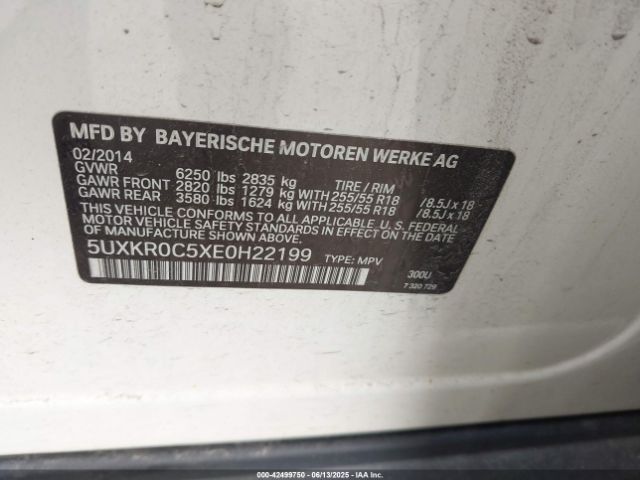 MFD BY BAYERISCHE MOTOREN WERKE AG
02/2014
GVWR 6250 lbs 2835 kg TIRE / RIM
GAWR FRONT 2820 lbs 1279 kg WITH 255/55 R18 /8.5J x 18
GAWR REAR 3580 lbs 1624 kg WITH 255/55 R18 /8.5J x 18
THIS VEHICLE CONFORMS TO ALL APPLICABLE U.S. FEDERAL
MOTOR VEHICLE SAFETY STANDARDS IN EFFECT ON THE DATE
OF MANUFACTURE SHOWN ABOVE.
5UXKR0C5XE0H22199 TYPE: MPV
300U
7 320 729
000-42499750 - 06/13/2025 - IAA Inc.